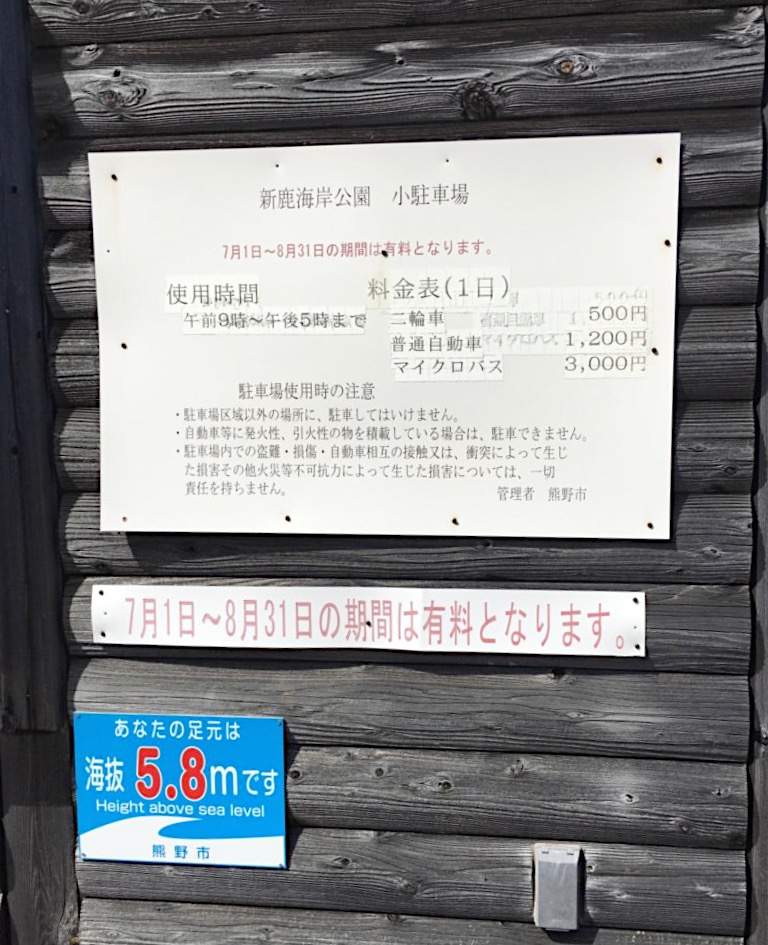 新鹿海岸公園　小駐車場
7月1日～8月31日の期間は有料となります。
使用時間
午前9時～午後5時まで
料金表(1日)
二輪車　500円
普通自動車　1,200円
マイクロバス　3,000円
駐車場使用時の注意
・駐車場区域以外の場所に、駐車してはいけません。
・自動車等に発火性、引火性の物を積載している場合は、駐車できません。
・駐車場内での盗難・損傷・自動車相互の接触又は、衝突によって生じ
た損害その他火災等不可抗力によって生じた損害については、一切
責任を持ちません。
管理者　熊野市
7月1日～8月31日の期間は有料となります。
あなたの足元は
海抜5.8mです
Height above sea level
熊野市